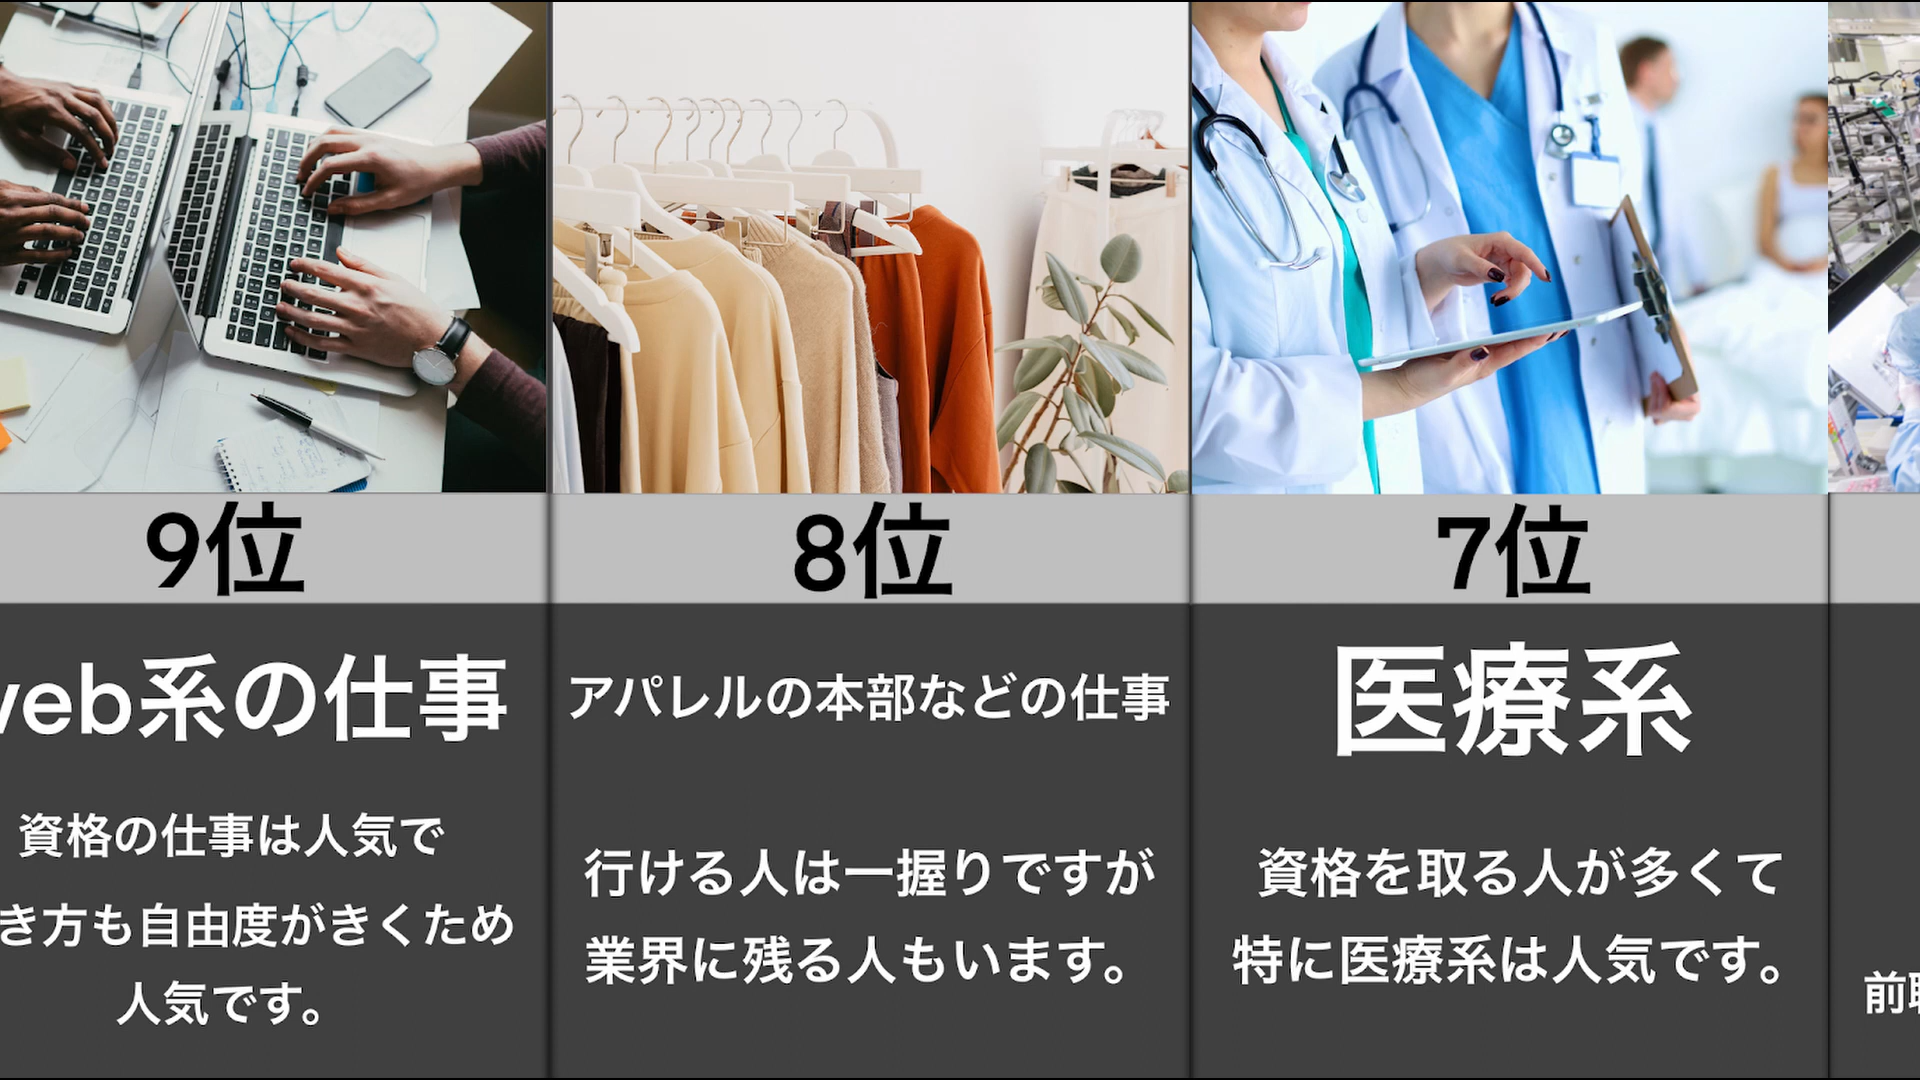 9位
web系の仕事
資格の仕事は人気で
き方も自由度がきくため
人気です。
8位
アパレルの本部などの仕事
行ける人は一握りですが
業界に残る人もいます。
7位
医療系
資格を取る人が多くて
特に医療系は人気です。
前職